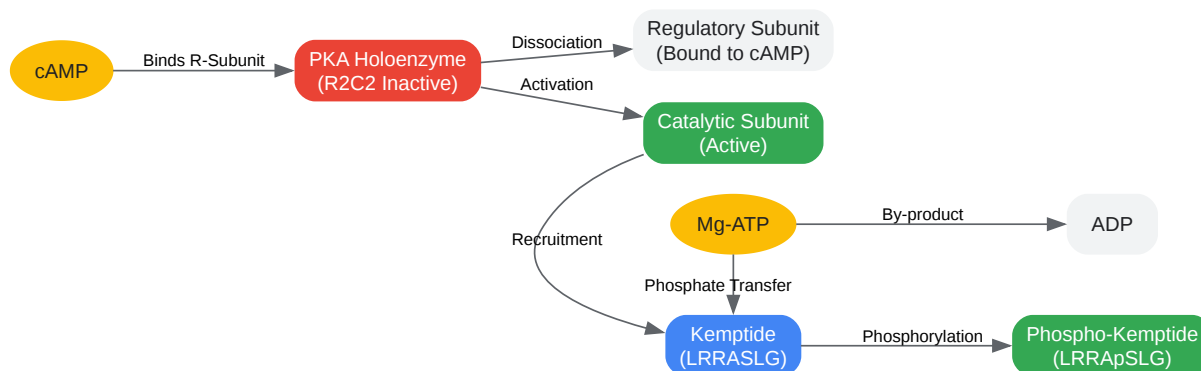 cAMP
Binds R-Subunit
PKA Holoenzyme
(R2C2 Inactive)
Dissociation
Regulatory Subunit
(Bound to cAMP)
Activation
Catalytic Subunit
(Active)
Recruitment
Mg-ATP
By-product
ADP
Phosphate Transfer
Kemptide
(LRRASLG)
Phosphorylation
Phospho-Kemptide
(LRRApSLG)